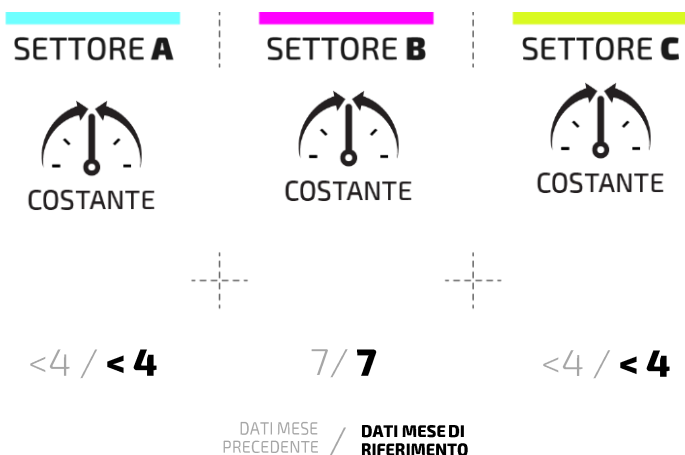 SETTORE A
SETTORE B
SETTORE C
COSTANTE
COSTANTE
COSTANTE
<4 / < 4
7/ 7
<4 / < 4
DATI MESE
PRECEDENTE
/
DATI MESE DI
RIFERIMENTO